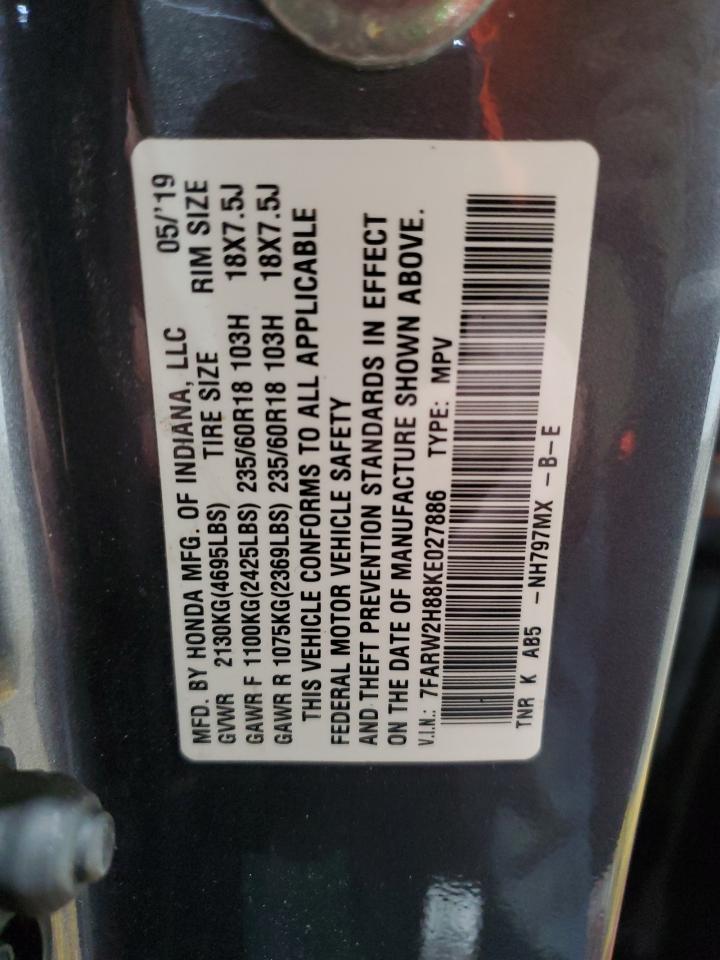 MFD. BY HONDA MFG. OF INDIANA, LLC 05/'19
GVWR 2130KG(4695LBS) TIRE SIZE RIM SIZE
GAWR F 1100KG(2425LBS) 235/60R18 103H 18X7.5J
GAWR R 1075KG(2369LBS) 235/60R18 103H 18X7.5J
THIS VEHICLE CONFORMS TO ALL APPLICABLE
FEDERAL MOTOR VEHICLE SAFETY
AND THEFT PREVENTION STANDARDS IN EFFECT
ON THE DATE OF MANUFACTURE SHOWN ABOVE.
V.I.N.: 7FARW2H88KE027886 TYPE: MPV
TNR K AB5 -NH797MX -B-E